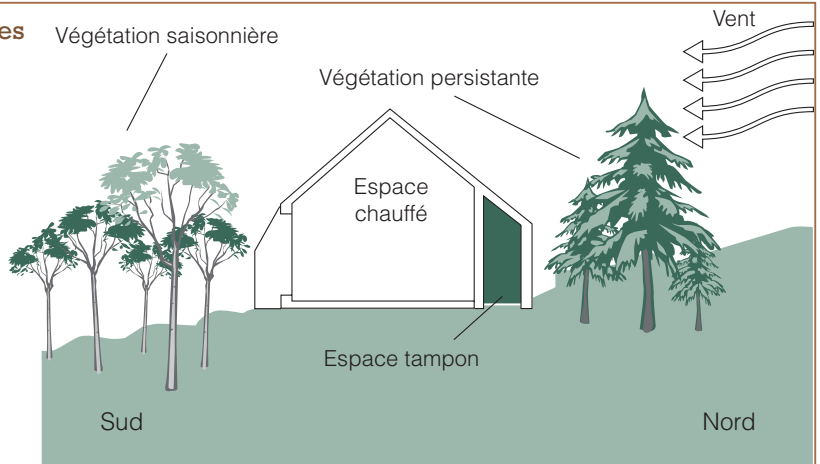 es
Végétation saisonnière
Vent
Végétation persistante
Espace
chauffé
Espace tampon
Sud
Nord